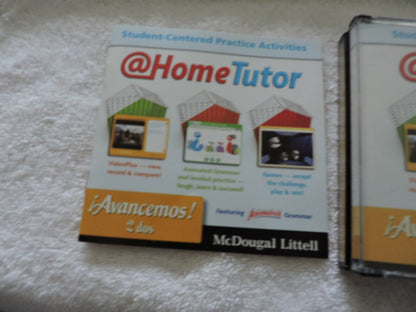 Student-Centered Practice Activities
@HomeTutor
VideoPlus — view,
record & compare!
Animated Grammar
and leveled practice —
laugh, learn & succeed!
Games — accept
the challenge,
play & win!
¡Avancemos!
2 dos
Featuring Animated Grammar
McDougal Littell
Stude
@H